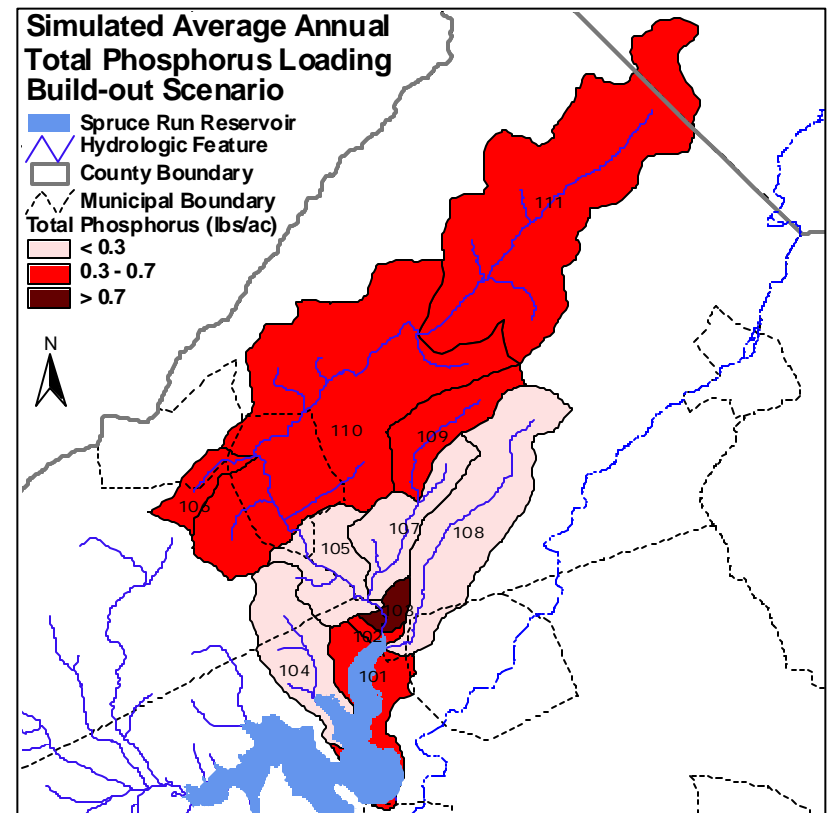 Simulated Average Annual
Total Phosphorus Loading
Build-out Scenario
Spruce Run Reservoir
Hydrologic Feature
County Boundary
Municipal Boundary
Total Phosphorus (lbs/ac)
< 0.3
0.3 - 0.7
> 0.7
N
111
110
109
106
107
108
105
103
102
104
101